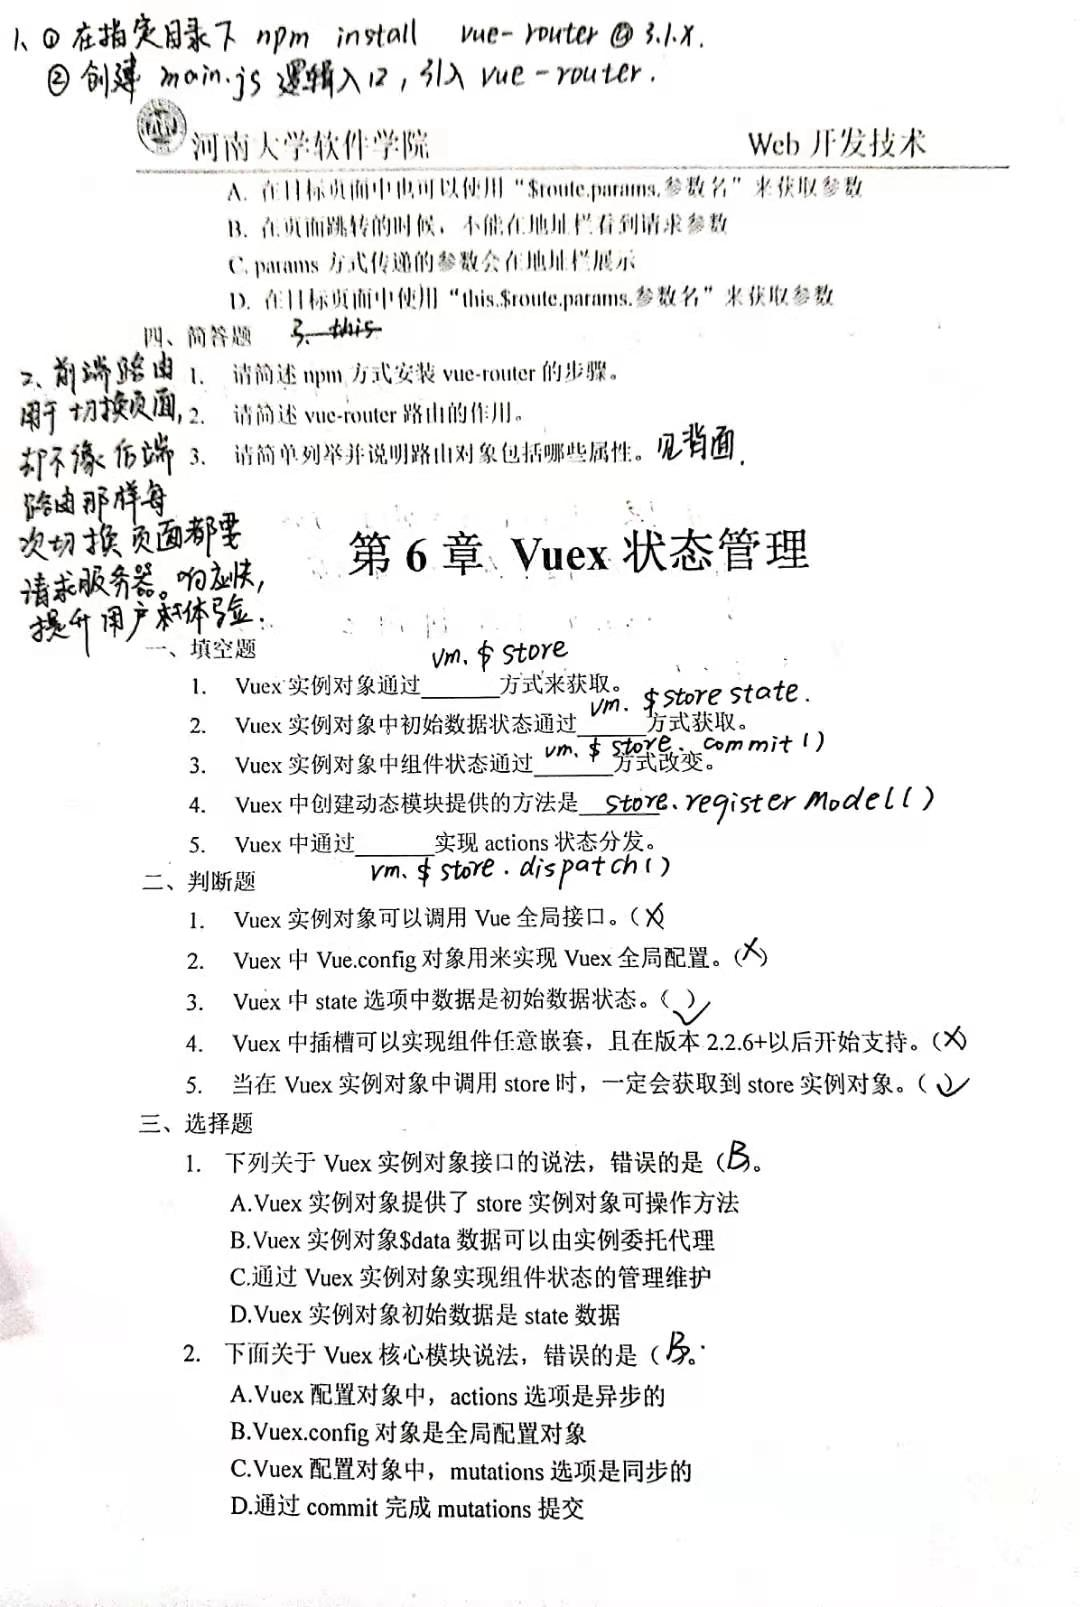 1、① 在指定目录下 npm install vue-router@3.1.x.
② 创建 main.js 逻辑入口，引入 vue-router.
河南大学软件学院 Web 开发技术
A. 在目标页面中也可以使用“$route.params.参数名”来获取参数
B. 在页面跳转的时候，不能在地址栏看到请求参数
C. params 方式传递的参数会在地址栏展示
D. 在目标页面中使用“this.$route.params.参数名”来获取参数
四、简答题 3. this
1. 请简述 npm 方式安装 vue-router 的步骤。
2. 请简述 vue-router 路由的作用。
3. 请简单列举并说明路由对象包括哪些属性。见背面.
2、前端路由
用于切换页面,
却不像后端
路由那样每
次切换页面都要
请求服务器。响应快,
提升用户体验.
第 6 章 Vuex 状态管理
一、填空题
1. Vuex 实例对象通过 vm.$store 方式来获取。
2. Vuex 实例对象中初始数据状态通过 vm.$store state. 方式获取。
3. Vuex 实例对象中组件状态通过 vm.$store.commit() 方式改变。
4. Vuex 中创建动态模块提供的方法是 store.register Modell()
5. Vuex 中通过 vm.$store.dispatch() 实现 actions 状态分发。
二、判断题
1. Vuex 实例对象可以调用 Vue 全局接口。(X)
2. Vuex 中 Vue.config 对象用来实现 Vuex 全局配置。(X)
3. Vuex 中 state 选项中数据是初始数据状态。( )✓
4. Vuex 中插槽可以实现组件任意嵌套，且在版本 2.2.6+以后开始支持。(X)
5. 当在 Vuex 实例对象中调用 store 时，一定会获取到 store 实例对象。(✓)
三、选择题
1. 下列关于 Vuex 实例对象接口的说法，错误的是（B）。
A.Vuex 实例对象提供了 store 实例对象可操作方法
B.Vuex 实例对象$data 数据可以由实例委托代理
C.通过 Vuex 实例对象实现组件状态的管理维护
D.Vuex 实例对象初始数据是 state 数据
2. 下面关于 Vuex 核心模块说法，错误的是（B）。
A.Vuex 配置对象中，actions 选项是异步的
B.Vuex.config 对象是全局配置对象
C.Vuex 配置对象中，mutations 选项是同步的
D.通过 commit 完成 mutations 提交